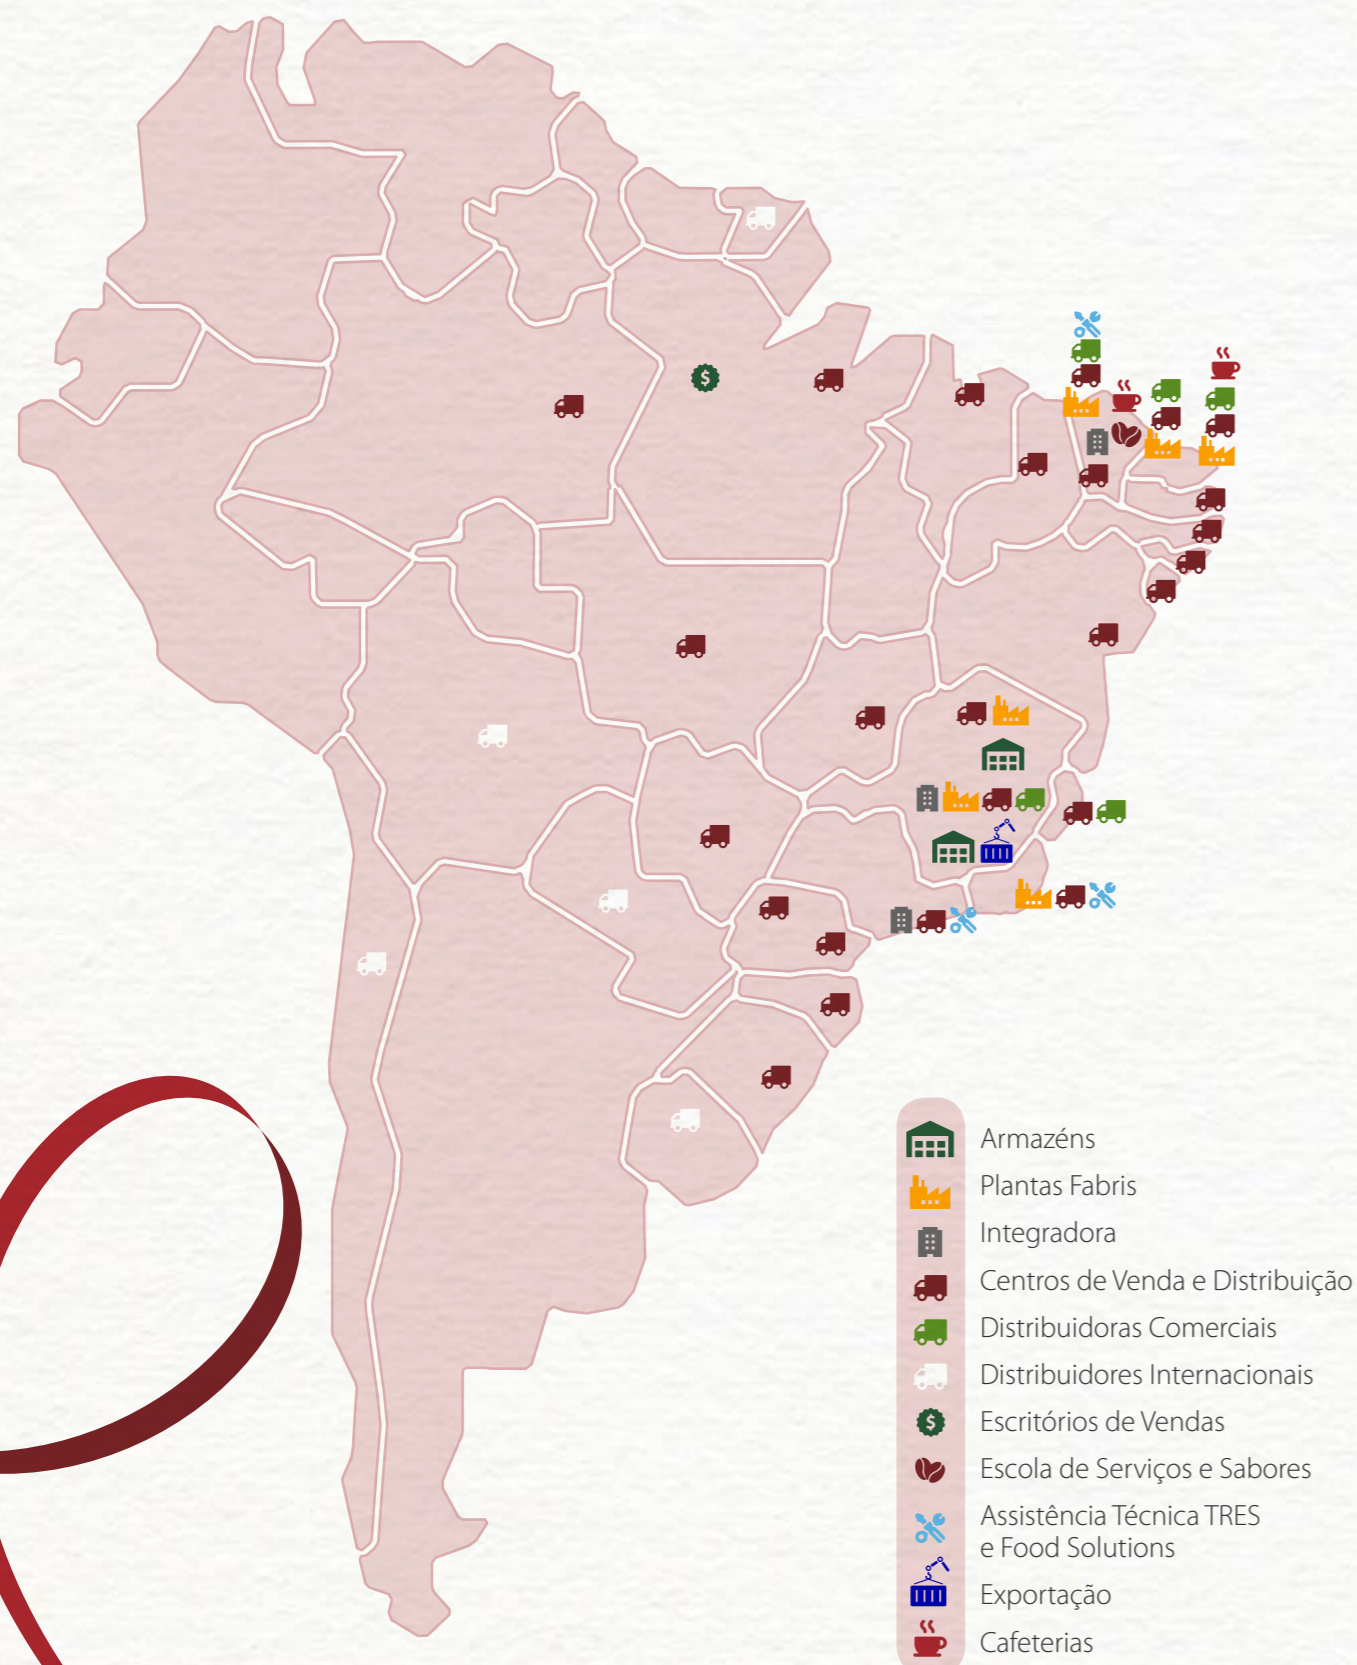 Armazéns
Plantas Fabris
Integradora
Centros de Venda e Distribuição
Distribuidoras Comerciais
Distribuidores Internacionais
Escritórios de Vendas
Escola de Serviços e Sabores
Assistência Técnica TRES
e Food Solutions
Exportação
Cafeterias